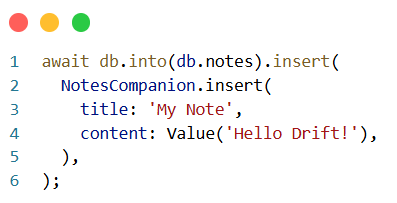 1 await db.into(db.notes).insert(
2   NotesCompanion.insert(
3     title: 'My Note',
4     content: Value('Hello Drift!'),
5   ),
6 );